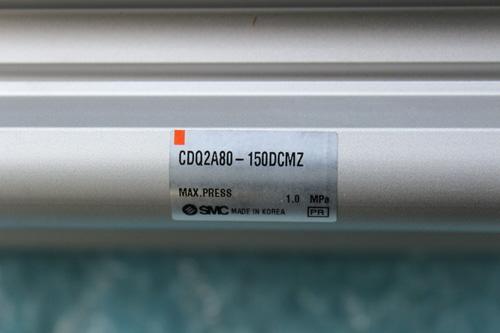 CDQ2A80-150DCMZ
MAX.PRESS 1.0 MPa
SMC MADE IN KOREA PR